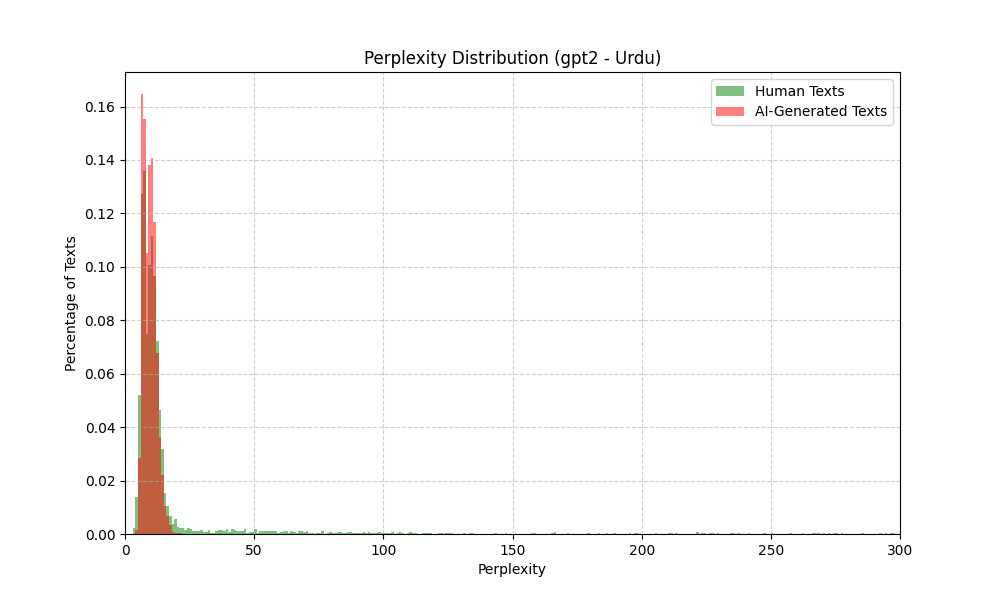 Perplexity Distribution (gpt2 - Urdu)
Human Texts
AI-Generated Texts
Percentage of Texts
0.16
0.14
0.12
0.10
0.08
0.06
0.04
0.02
0.00
0 50 100 150 200 250 300
Perplexity